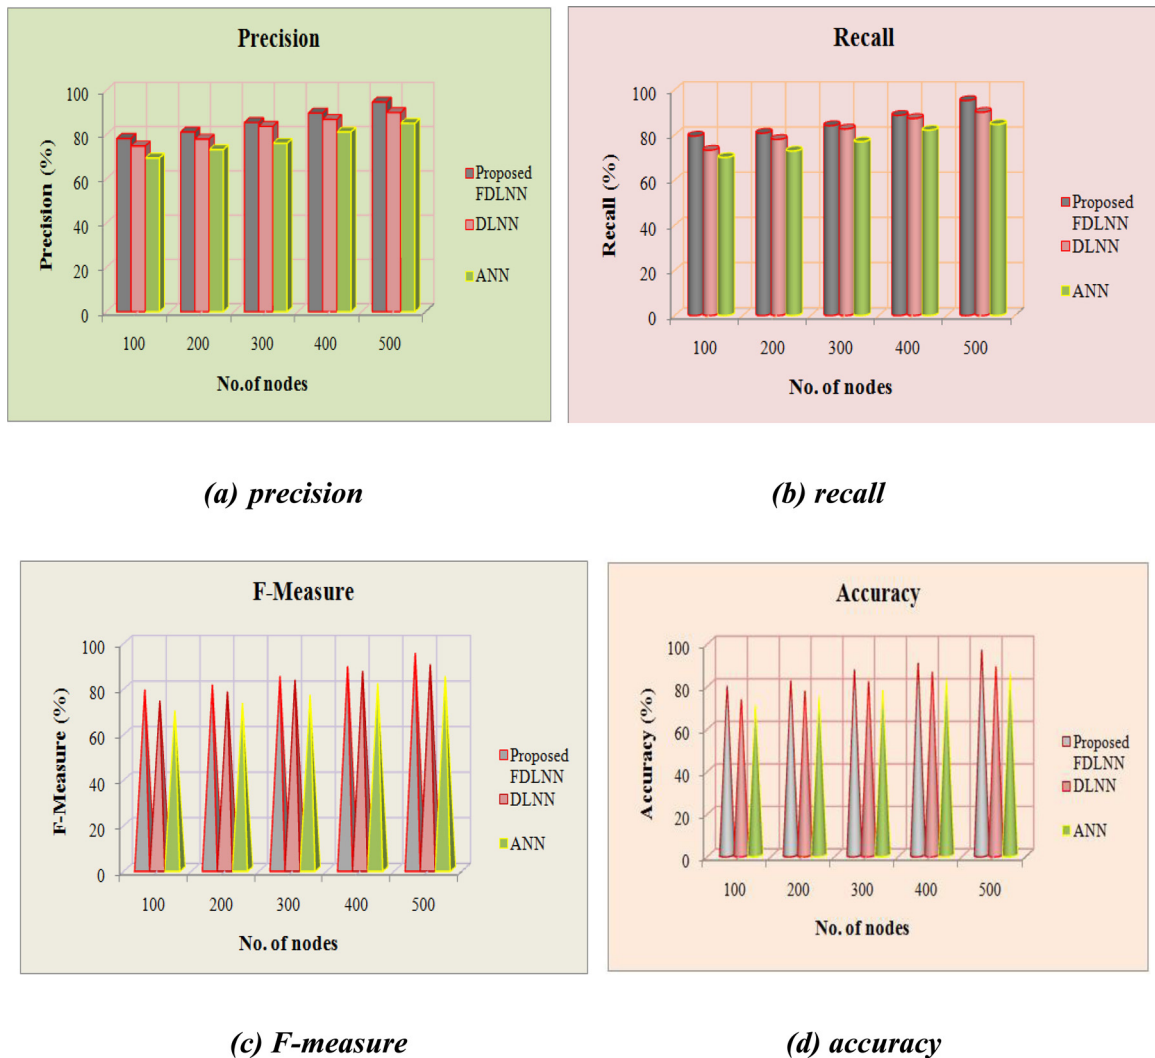 Precision
100
80
60
40
20
0
Precision (%)
100 200 300 400 500
No.of nodes
Proposed
FDLNN
DLNN
ANN
Recall
100
80
60
40
20
0
Recall (%)
100 200 300 400 500
No. of nodes
Proposed
FDLNN
DLNN
ANN
(a) precision
(b) recall
F-Measure
100
80
60
40
20
0
F-Measure (%)
100 200 300 400 500
No. of nodes
Proposed
FDLNN
DLNN
ANN
Accuracy
100
80
60
40
20
0
Accuracy (%)
100 200 300 400 500
No. of nodes
Proposed
FDLNN
DLNN
ANN
(c) F-measure
(d) accuracy